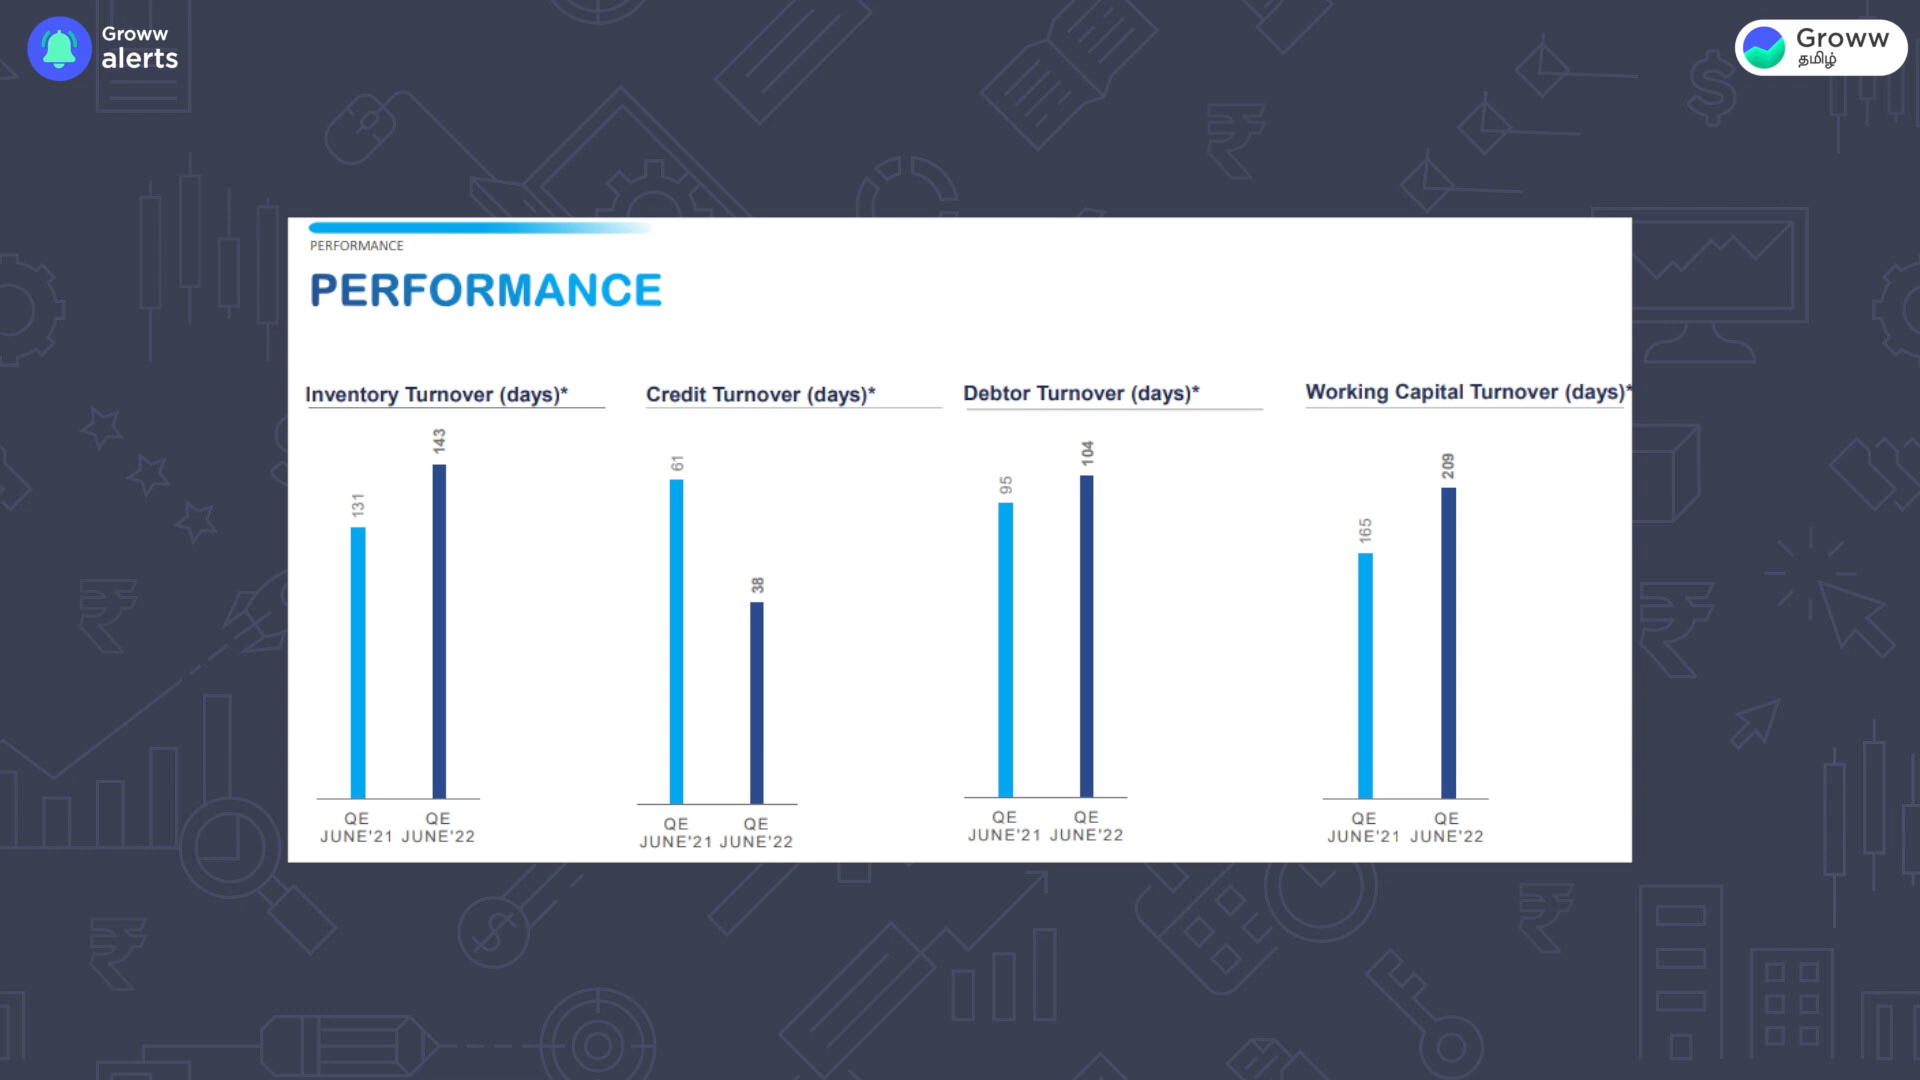 Groww
alerts
Groww
தமிழ்
PERFORMANCE
PERFORMANCE
Inventory Turnover (days)*
131
143
QE
JUNE'21
QE
JUNE'22
Credit Turnover (days)*
61
38
QE
JUNE'21
QE
JUNE'22
Debtor Turnover (days)*
95
104
QE
JUNE'21
QE
JUNE'22
Working Capital Turnover (days)*
165
209
QE
JUNE'21
QE
JUNE'22